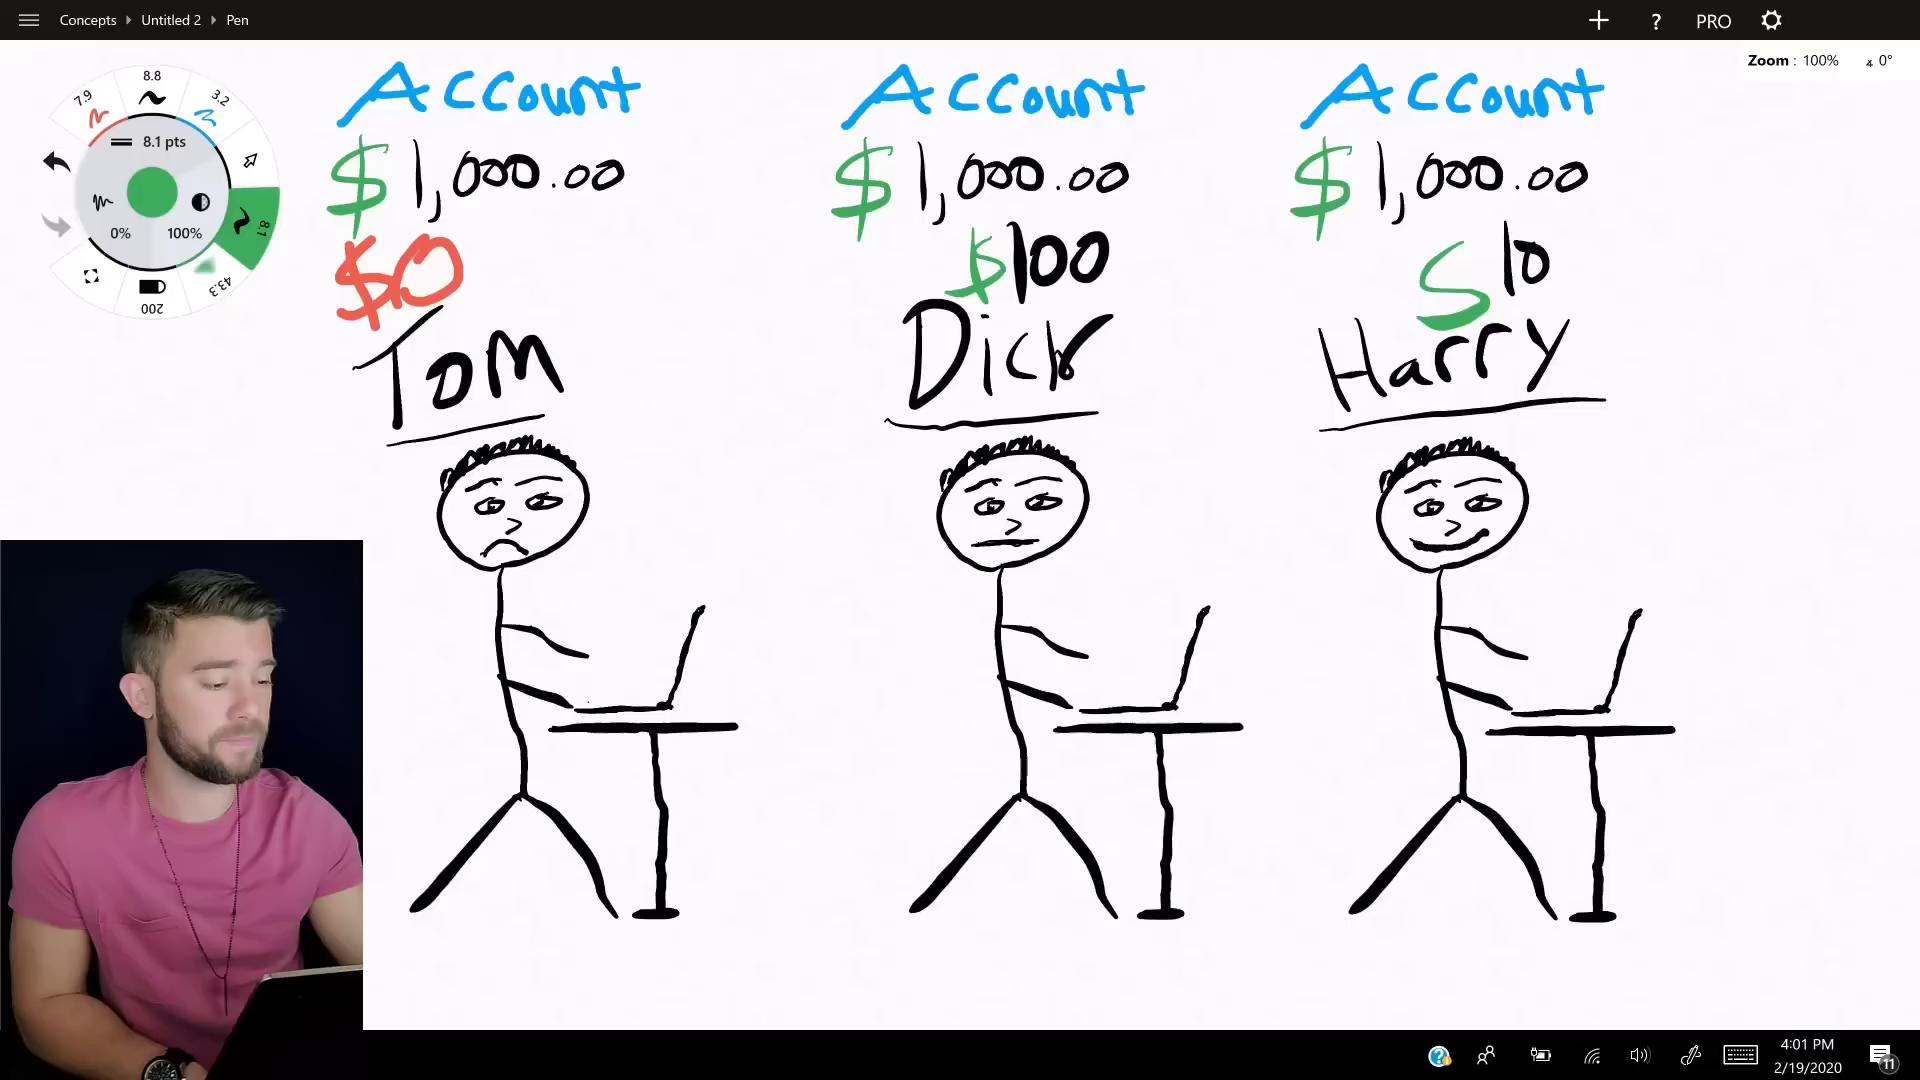 Concepts Untitled 2 Pen
? PRO
Zoom : 100% 0°
8.8
7.9
3.2
8.1 pts
8.1
0% 100%
43.3
200
Account
$1,000.00
$0
Tom
Account
$1,000.00
$100
Dick
Account
$1,000.00
S10
Harry
4:01 PM
2/19/2020
11